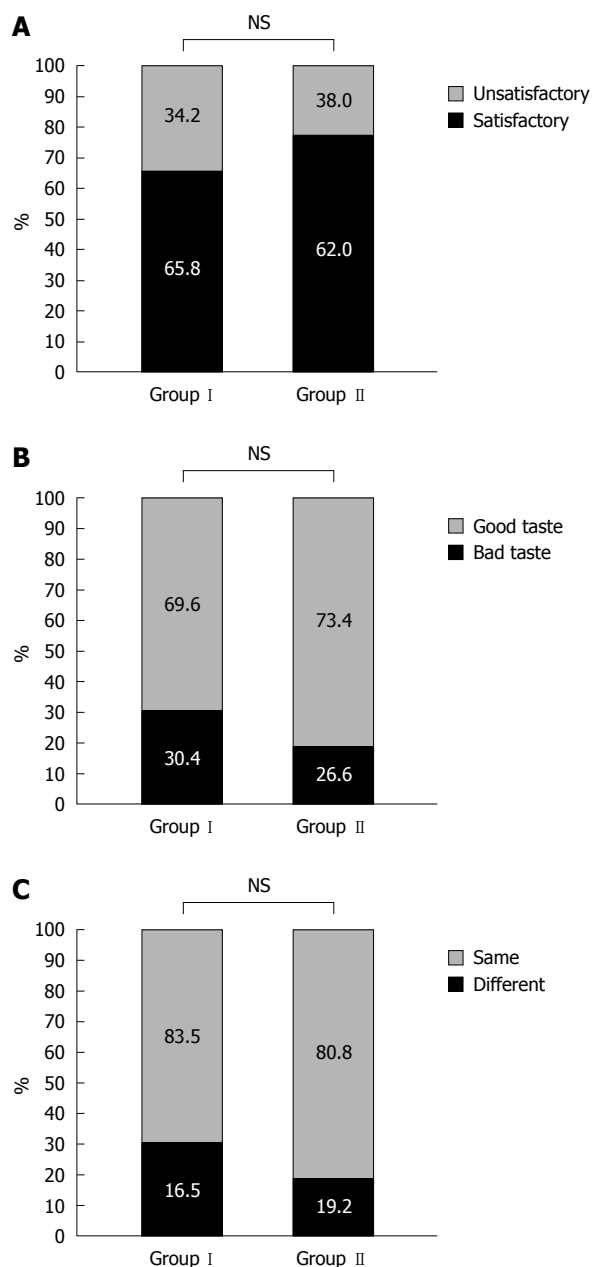 A
NS
100
90
80
70
60
50
40
30
20
10
0
%
34.2
38.0
65.8
62.0
Group I
Group II
Unsatisfactory
Satisfactory
B
NS
100
90
80
70
60
50
40
30
20
10
0
%
69.6
73.4
30.4
26.6
Group I
Group II
Good taste
Bad taste
C
NS
100
90
80
70
60
50
40
30
20
10
0
%
83.5
80.8
16.5
19.2
Group I
Group II
Same
Different